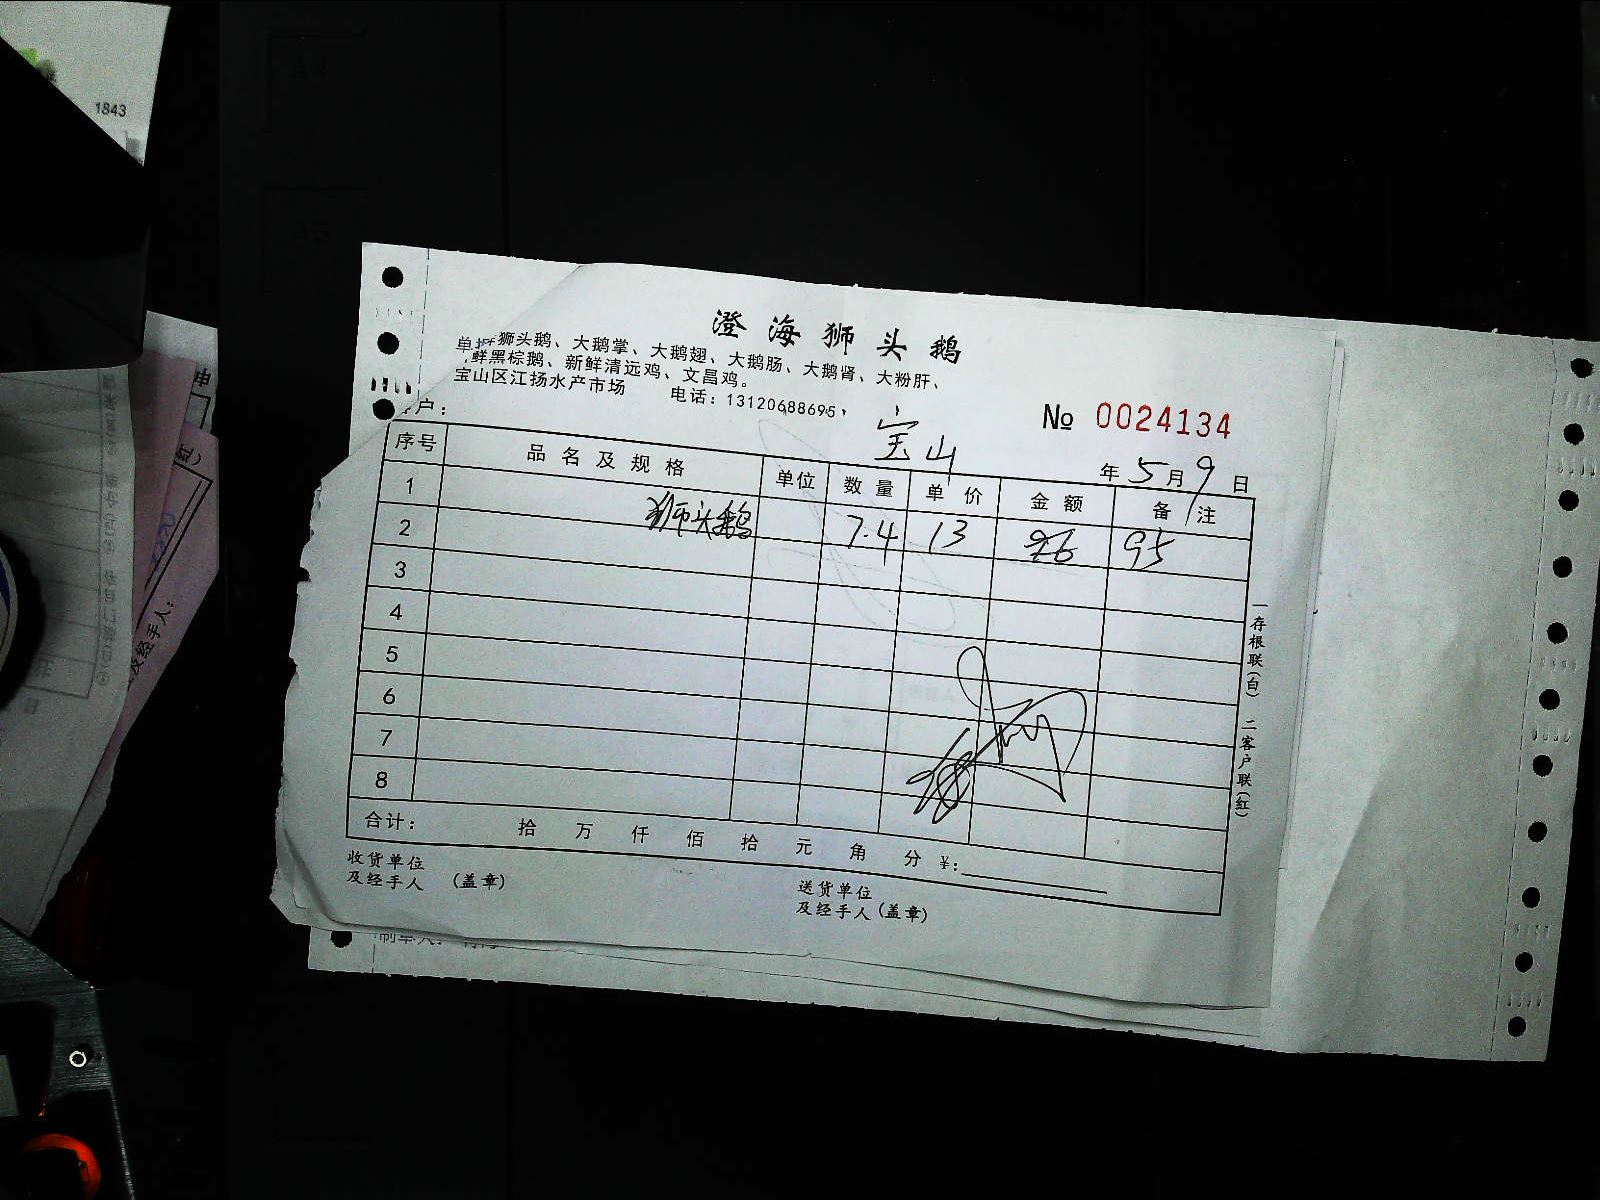 1843
澄海狮头鹅
狮头鹅、大鹅掌、大鹅翅、大鹅肠、大鹅肾、大粉肝、
鲜黑棕鹅、新鲜清远鸡、文昌鸡。
宝山区江扬水产市场 电话：13120688695
户： 宝山 № 0024134
年 5 月 9 日
序号 品名及规格 单位 数量 单价 金额 备注
1 狮头鹅 7.4 13 95
2
3
4
5
6
7
8
合计： 拾 万 仟 佰 拾 元 角 分 ¥：
收货单位
及经手人 （盖章）
送货单位
及经手人（盖章）
一存根联（白） 二客户联（红）
及经手人：